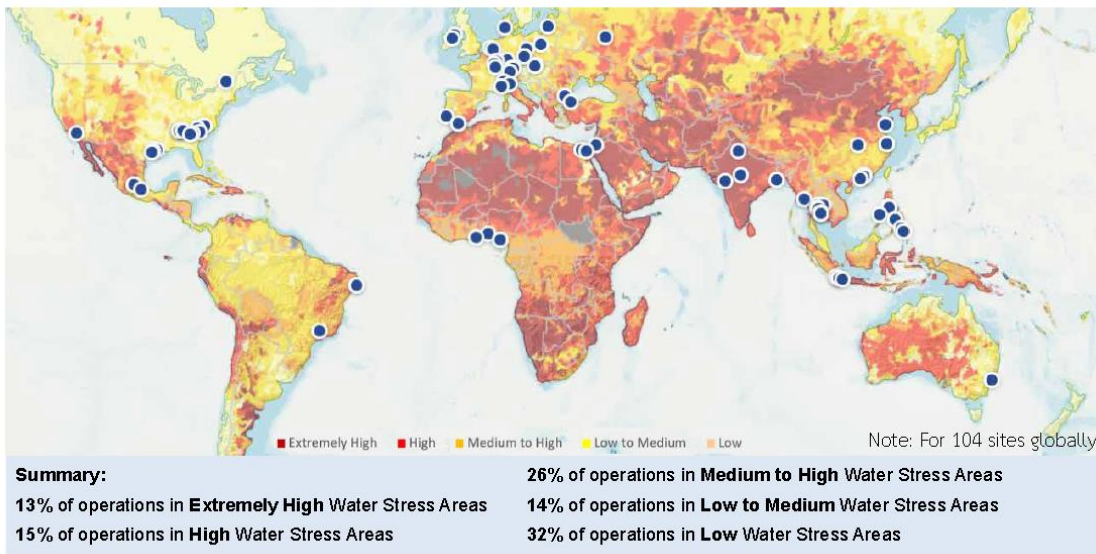 Extremely High High Medium to High Low to Medium Low
Note: For 104 sites globally
Summary:
13% of operations in Extremely High Water Stress Areas
15% of operations in High Water Stress Areas
26% of operations in Medium to High Water Stress Areas
14% of operations in Low to Medium Water Stress Areas
32% of operations in Low Water Stress Areas